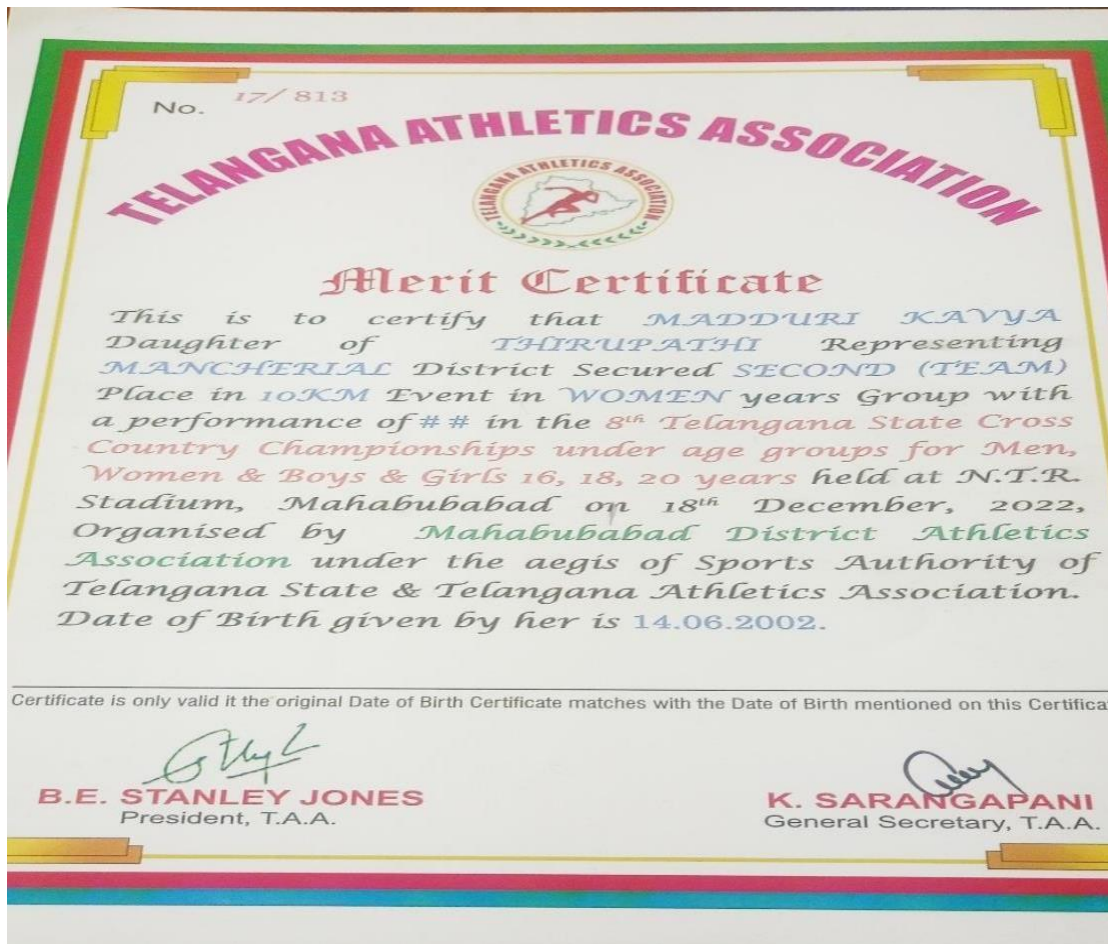 No. 17/813
TELANGANA ATHLETICS ASSOCIATION
TELANGANA ATHLETICS ASSOCIATION
Merit Certificate
This is to certify that MADDURI KAVYA
Daughter of THIRUPATHI Representing
MANCHERIAL District Secured SECOND (TEAM)
Place in 10KM Event in WOMEN years Group with
a performance of ## in the 8th Telangana State Cross
Country Championships under age groups for Men,
Women & Boys & Girls 16, 18, 20 years held at N.T.R.
Stadium, Mahabubabad on 18th December, 2022,
Organised by Mahabubabad District Athletics
Association under the aegis of Sports Authority of
Telangana State & Telangana Athletics Association.
Date of Birth given by her is 14.06.2002.
Certificate is only valid it the original Date of Birth Certificate matches with the Date of Birth mentioned on this Certifica
B.E. STANLEY JONES
President, T.A.A.
K. SARANGAPANI
General Secretary, T.A.A.